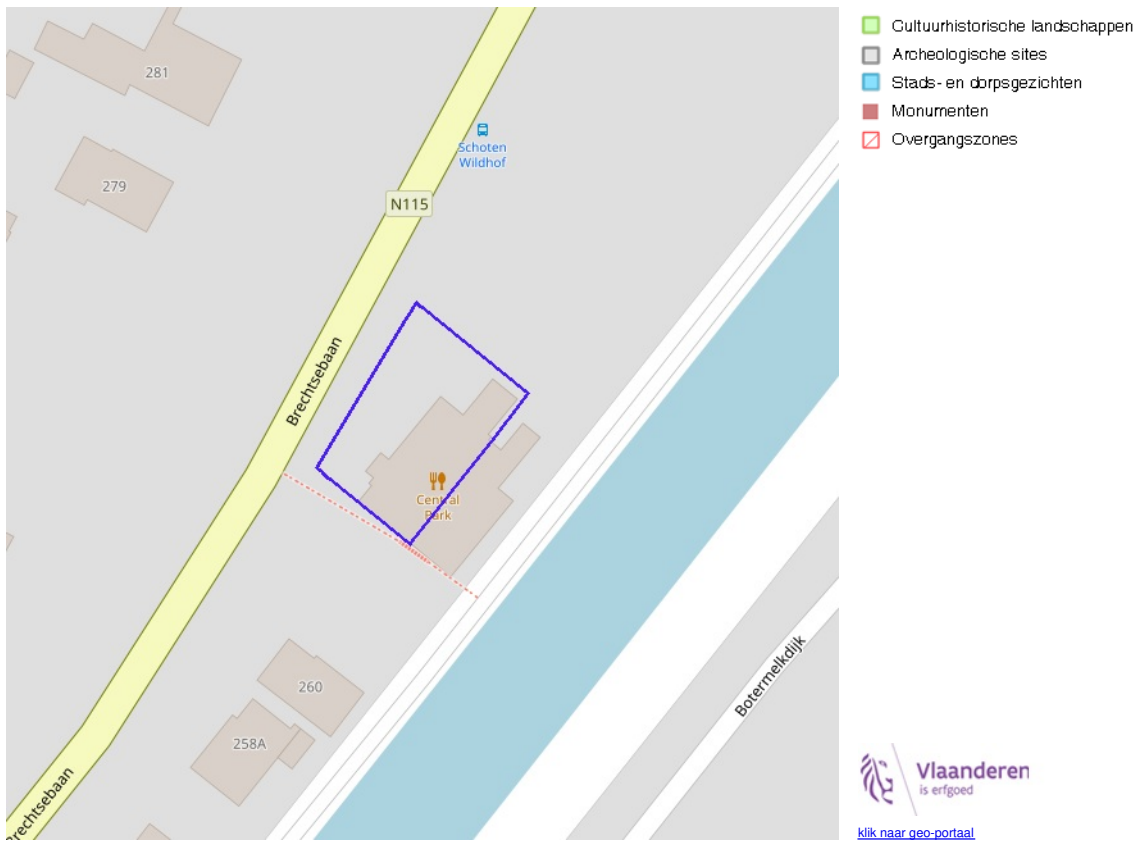 281
279
Schoten
Wildhof
N115
Brechtsebaan
Central
Park
260
258A
Botermelkdijk
Brechtsebaan
Cultuurhistorische landschappen
Archeologische sites
Stads- en dorpsgezichten
Monumenten
Overgangszones
Vlaanderen
is erfgoed
klik naar geo-portaal